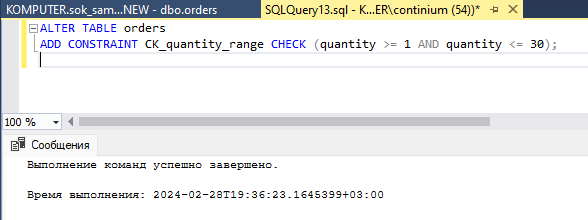 KOMPUTER.sok_sam...NEW - dbo.orders
SQLQuery13.sql - K...ER\continium (54))*
ALTER TABLE orders
ADD CONSTRAINT CK_quantity_range CHECK (quantity >= 1 AND quantity <= 30);
100 %
Сообщения
Выполнение команд успешно завершено.
Время выполнения: 2024-02-28T19:36:23.1645399+03:00